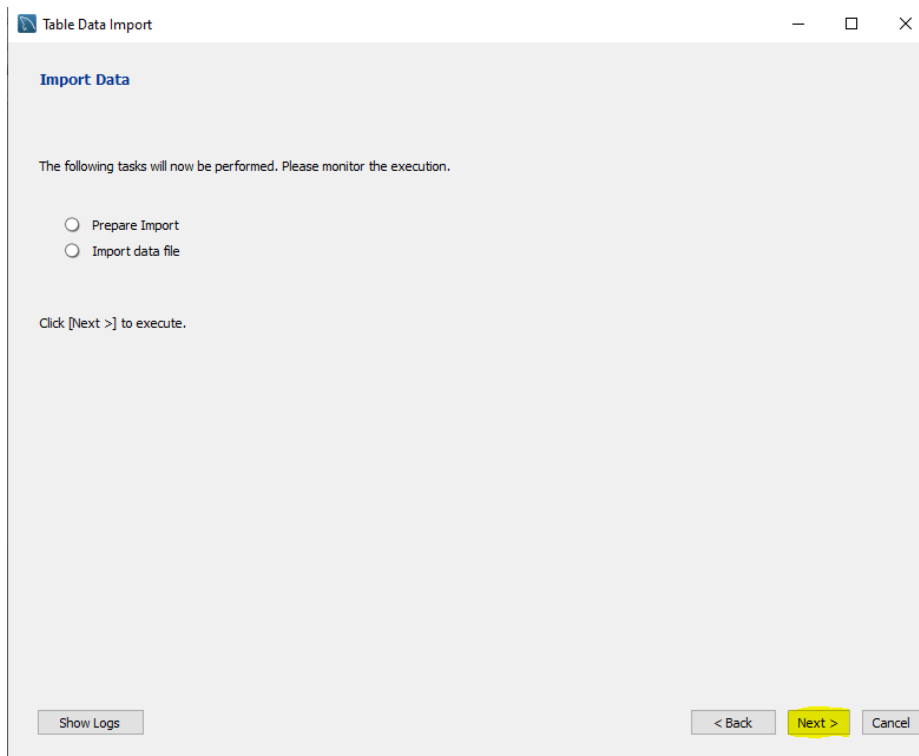 Table Data Import
Import Data
The following tasks will now be performed. Please monitor the execution.
Prepare Import
Import data file
Click [Next >] to execute.
Show Logs
< Back
Next >
Cancel